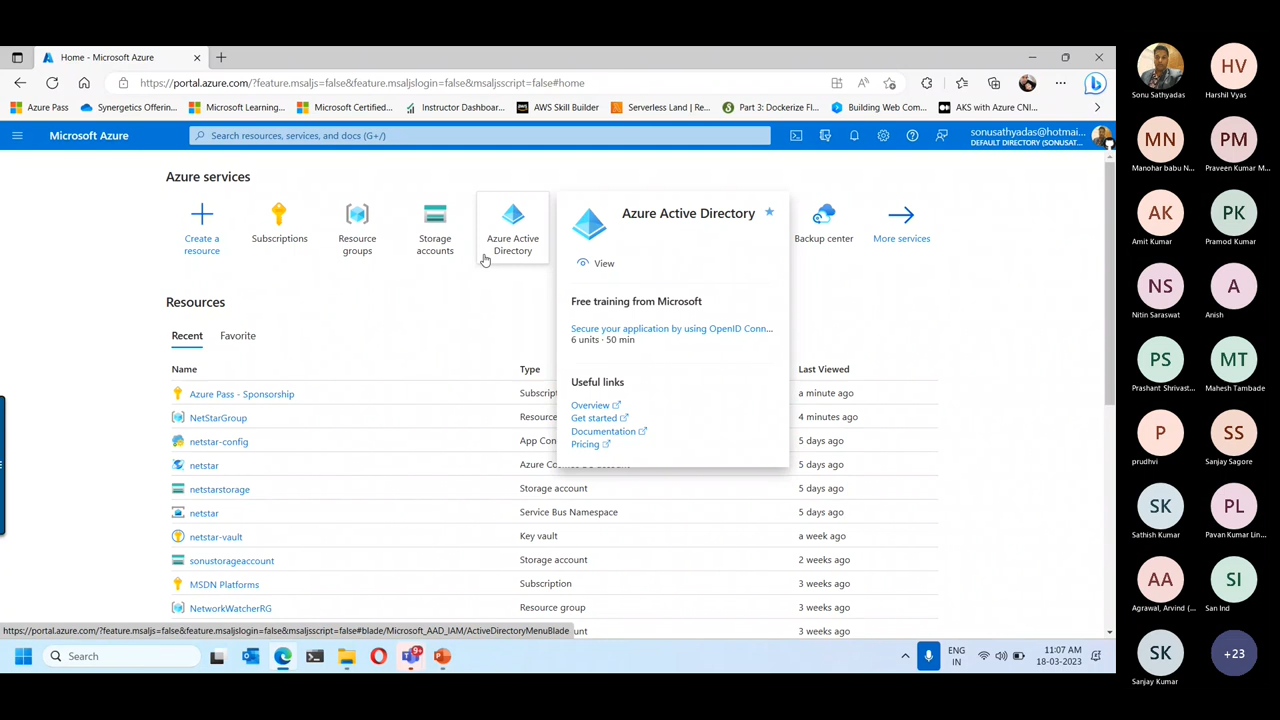 Home - Microsoft Azure
https://portal.azure.com/?feature.msaljs=false&feature.msaljslogin=false&msaljsscript=false#home
Azure Pass
Synergetics Offerin...
Microsoft Learning...
Microsoft Certified...
Instructor Dashboar...
AWS Skill Builder
Serverless Land | Re...
Part 3: Dockerize Fl...
Building Web Com...
AKS with Azure CNI...
Microsoft Azure
Search resources, services, and docs (G+/)
sonusathyadas@hotmai...
DEFAULT DIRECTORY (SONUSAT...
Azure services
Create a
resource
Subscriptions
Resource
groups
Storage
accounts
Azure Active
Directory
Backup center
More services
Azure Active Directory
View
Free training from Microsoft
Secure your application by using OpenID Conn...
6 units · 50 min
Useful links
Overview
Get started
Documentation
Pricing
Resources
Recent
Favorite
Name
Type
Last Viewed
Azure Pass - Sponsorship
Subscrip
a minute ago
NetStarGroup
Resource
4 minutes ago
netstar-config
App Con
5 days ago
netstar
5 days ago
netstarstorage
Storage account
5 days ago
netstar
Service Bus Namespace
5 days ago
netstar-vault
Key vault
a week ago
sonustorageaccount
Storage account
2 weeks ago
MSDN Platforms
Subscription
3 weeks ago
NetworkWatcherRG
Resource group
3 weeks ago
count
3 weeks ago
https://portal.azure.com/?feature.msaljs=false&feature.msaljslogin=false&msaljsscript=false#blade/Microsoft_AAD_IAM/ActiveDirectoryMenuBlade
Search
9+
ENG
IN
11:07 AM
18-03-2023
Sonu Sathyadas
HV
Harshil Vyas
MN
Manohar babu N...
PM
Praveen Kumar M...
AK
Amit Kumar
PK
Pramod Kumar
NS
Nitin Saraswat
A
Anish
PS
Prashant Shrivast...
MT
Mahesh Tambade
P
prudhvi
SS
Sanjay Sagore
SK
Sathish Kumar
PL
Pavan Kumar Lin...
AA
Agrawal, Arvind (...
SI
San Ind
SK
Sanjay Kumar
+23